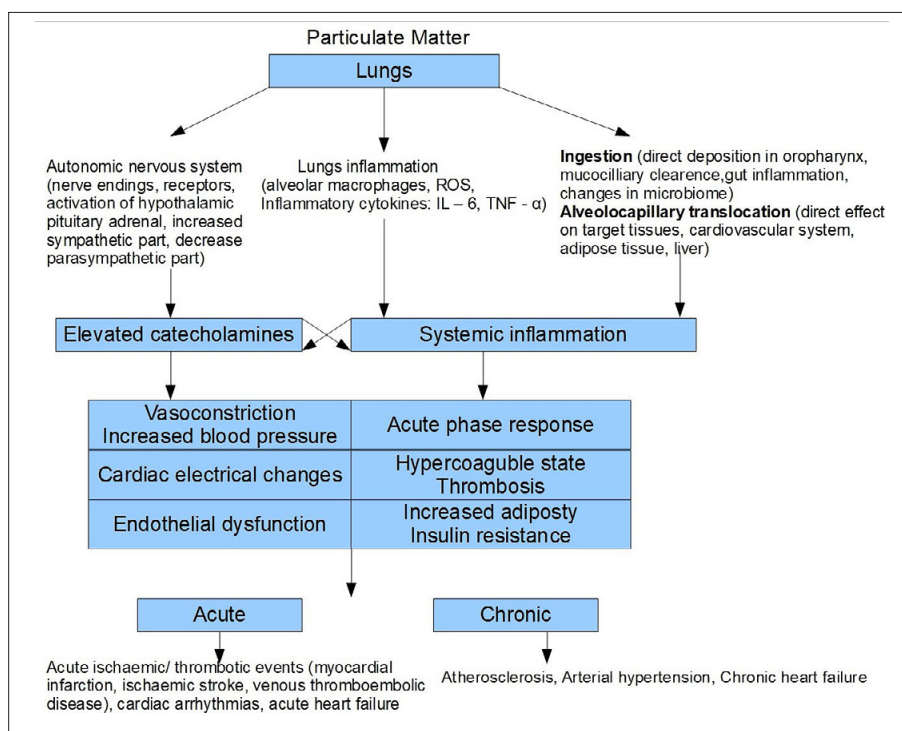 Particulate Matter
Lungs
Autonomic nervous system
(nerve endings, receptors,
activation of hypothalamic
pituitary adrenal, increased
sympathetic part, decrease
parasympathetic part)
Lungs inflammation
(alveolar macrophages, ROS,
Inflammatory cytokines: IL – 6, TNF - α)
Ingestion (direct deposition in oropharynx,
mucocilliary clearence,gut inflammation,
changes in microbiome)
Alveolocapillary translocation (direct effect
on target tissues, cardiovascular system,
adipose tissue, liver)
Elevated catecholamines
Systemic inflammation
Vasoconstriction
Increased blood pressure
Acute phase response
Cardiac electrical changes
Hypercoaguble state
Thrombosis
Endothelial dysfunction
Increased adiposty
Insulin resistance
Acute
Chronic
Acute ischaemic/ thrombotic events (myocardial
infarction, ischaemic stroke, venous thromboembolic
disease), cardiac arrhythmias, acute heart failure
Atherosclerosis, Arterial hypertension, Chronic heart failure